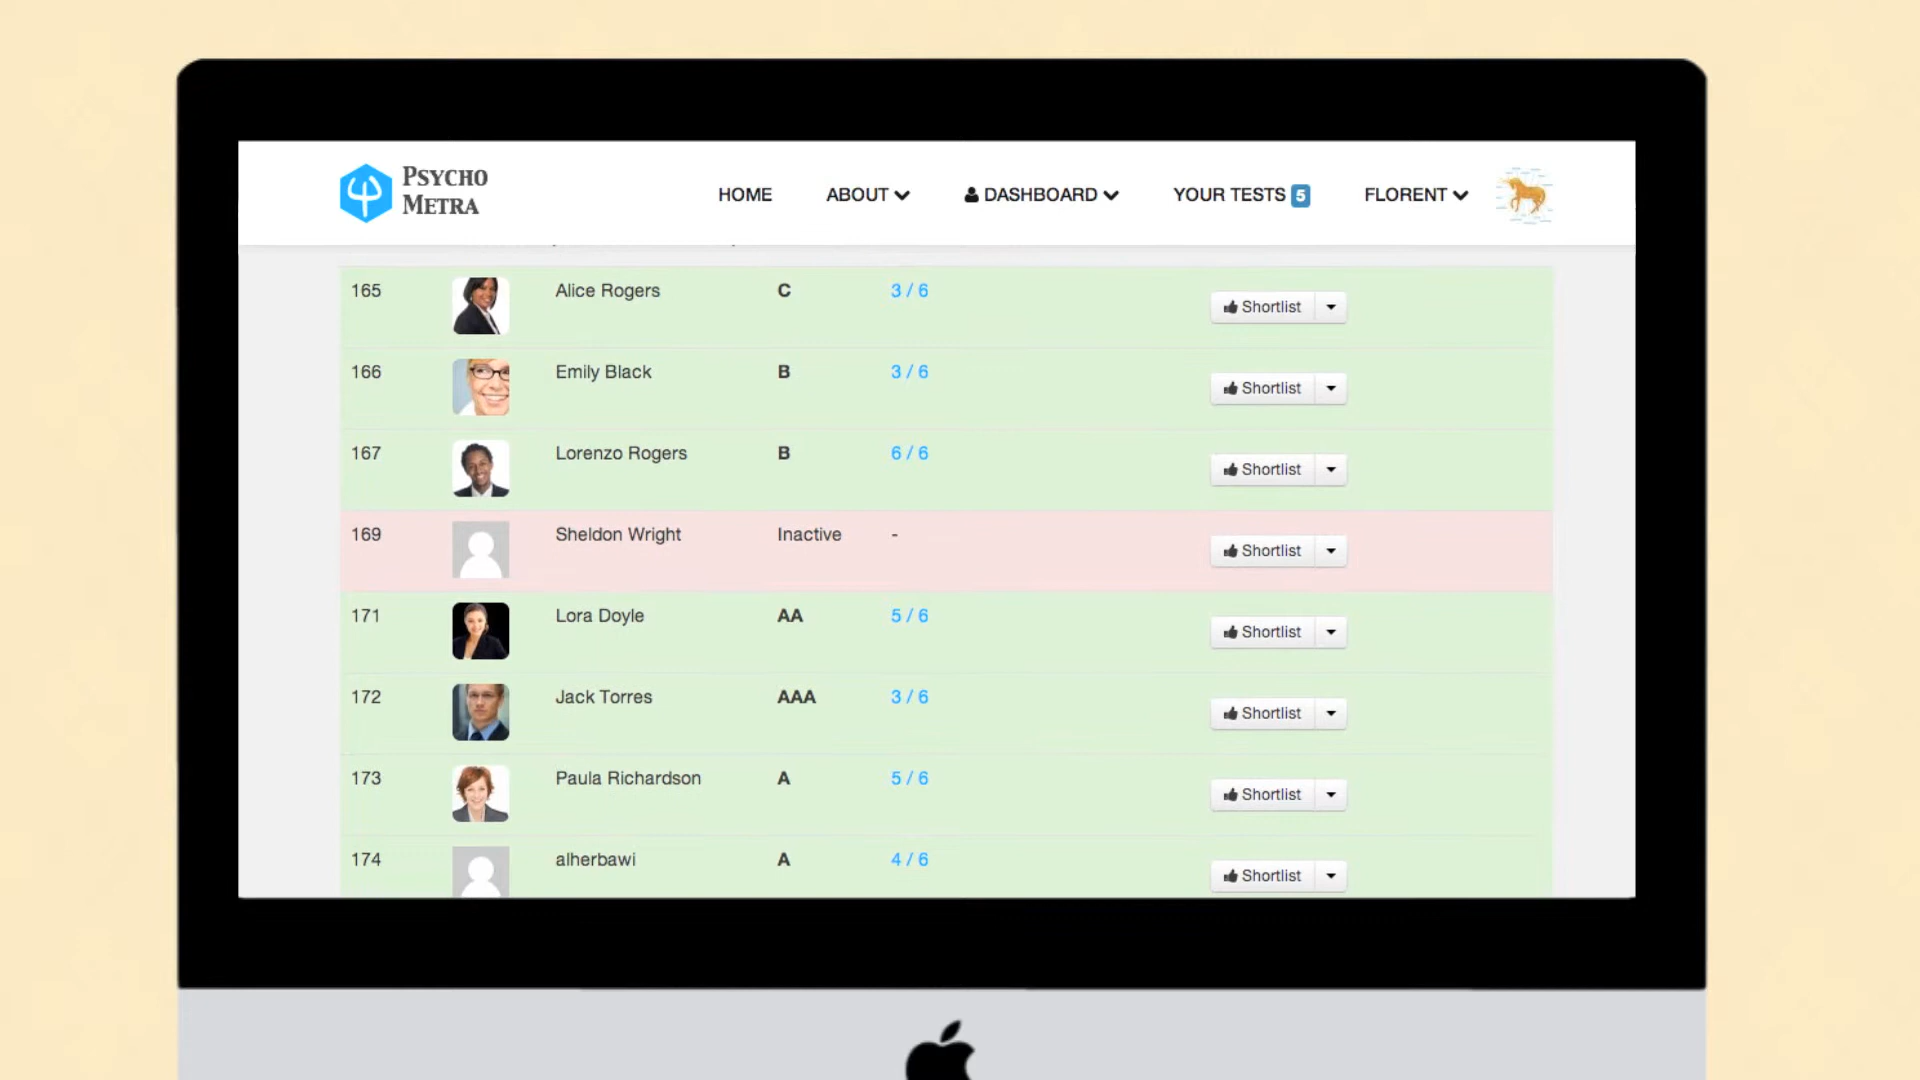 PSYCHO
METRA
HOME ABOUT DASHBOARD YOUR TESTS 5 FLORENT
165 Alice Rogers C 3 / 6 Shortlist
166 Emily Black B 3 / 6 Shortlist
167 Lorenzo Rogers B 6 / 6 Shortlist
169 Sheldon Wright Inactive - Shortlist
171 Lora Doyle AA 5 / 6 Shortlist
172 Jack Torres AAA 3 / 6 Shortlist
173 Paula Richardson A 5 / 6 Shortlist
174 alherbawi A 4 / 6 Shortlist